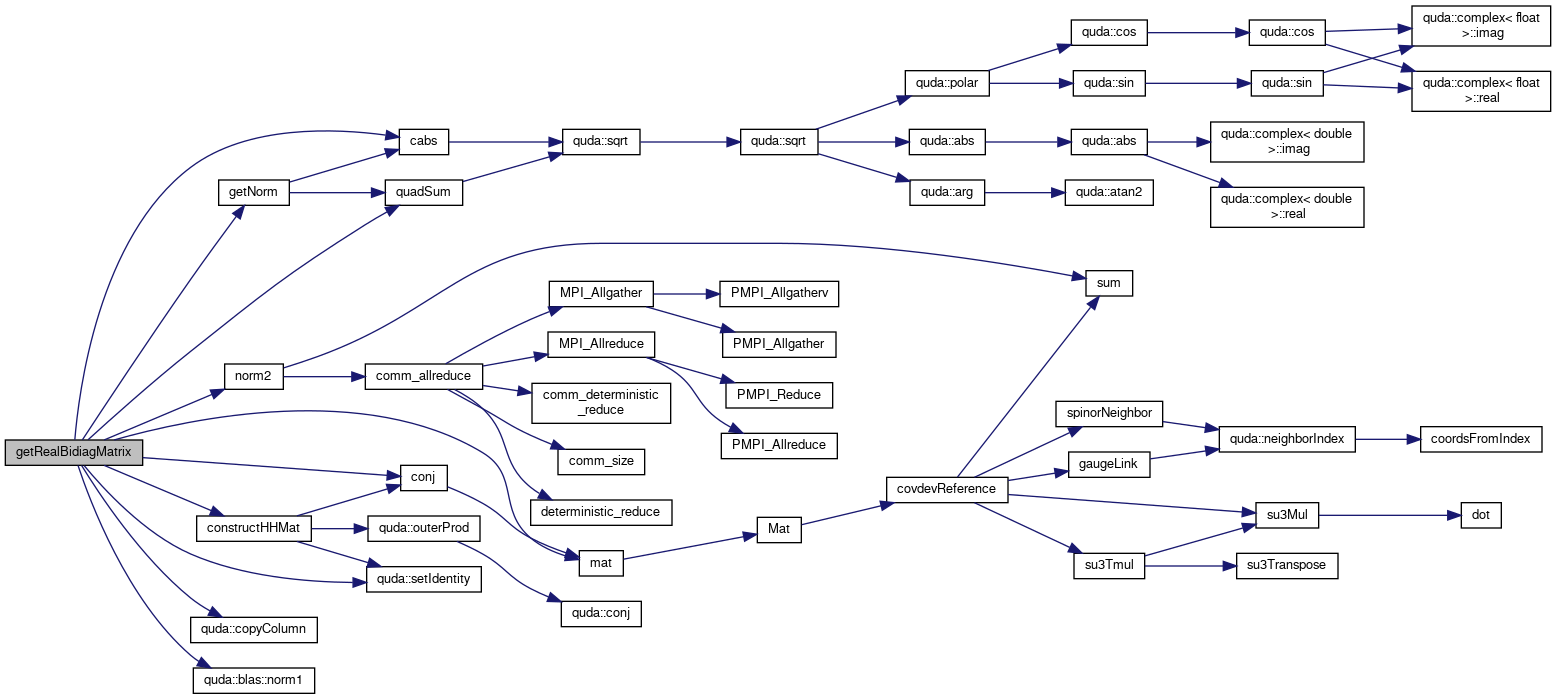 quda::complex< float
>::imag
quda::cos
quda::cos
quda::polar
quda::sin
quda::sin
quda::complex< float
>::real
cabs
quda::sqrt
quda::sqrt
quda::abs
quda::abs
quda::complex< double
>::imag
getNorm
quadSum
quda::arg
quda::atan2
quda::complex< double
>::real
sum
MPI_Allgather
PMPI_Allgatherv
MPI_Allreduce
PMPI_Allgather
norm2
comm_allreduce
comm_deterministic
_reduce
PMPI_Reduce
spinorNeighbor
PMPI_Allreduce
quda::neighborIndex
coordsFromIndex
getRealBidiagMatrix
comm_size
gaugeLink
conj
covdevReference
deterministic_reduce
su3Mul
dot
constructHHMat
quda::outerProd
Mat
mat
su3Tmul
su3Transpose
quda::setIdentity
quda::conj
quda::copyColumn
quda::blas::norm1